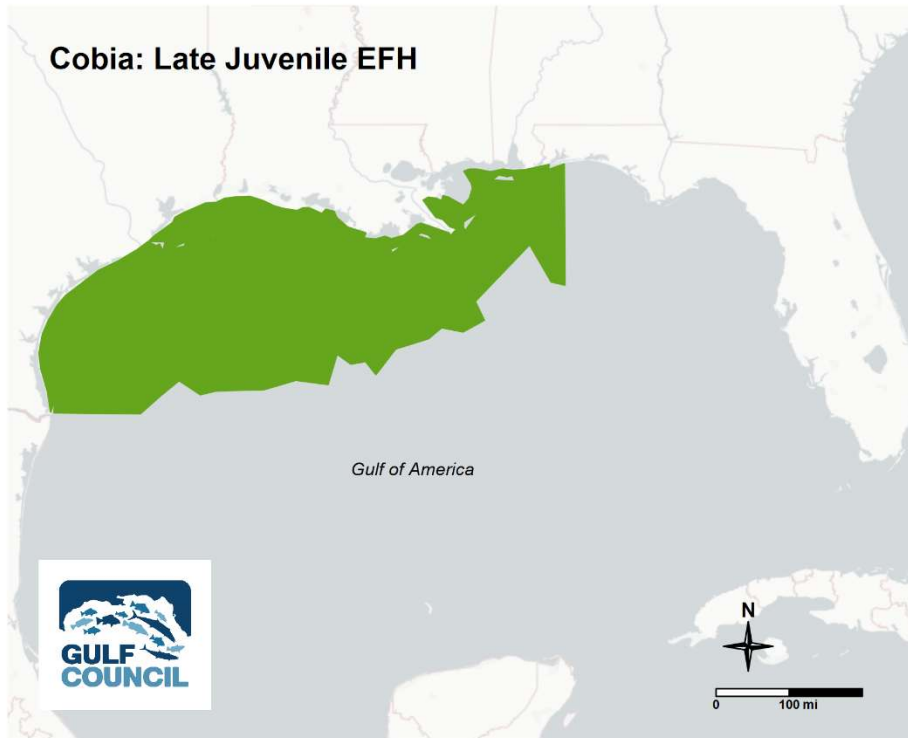 Cobia: Late Juvenile EFH
Gulf of America
GULF
COUNCIL
N
0 100 mi